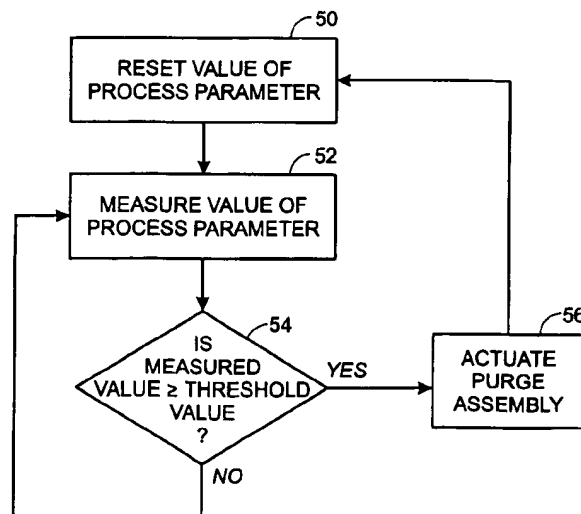 50
RESET VALUE OF
PROCESS PARAMETER
52
MEASURE VALUE OF
PROCESS PARAMETER
54
IS
MEASURED
VALUE ≥ THRESHOLD
VALUE
?
YES
NO
56
ACTUATE
PURGE
ASSEMBLY